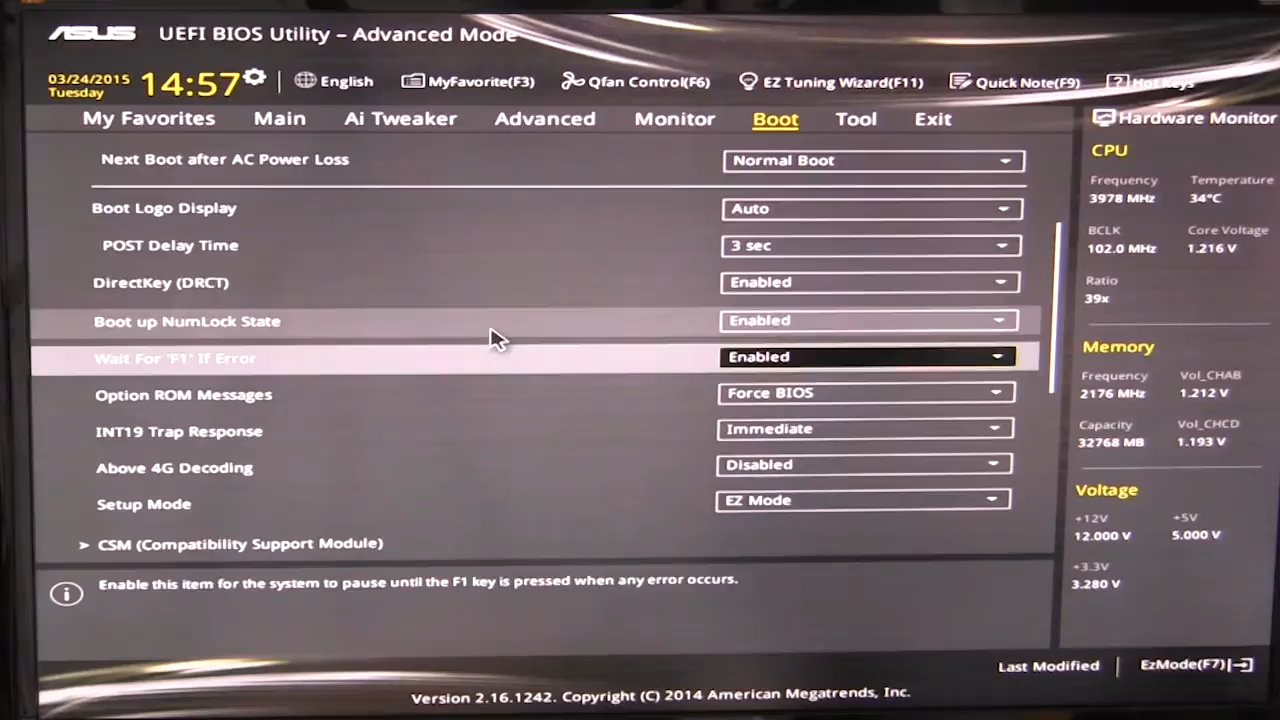 ASUS UEFI BIOS Utility – Advanced Mode
03/24/2015 Tuesday 14:57 English MyFavorite(F3) Qfan Control(F6) EZ Tuning Wizard(F11) Quick Note(F9) ? Hot Keys
My Favorites Main Ai Tweaker Advanced Monitor Boot Tool Exit
Next Boot after AC Power Loss Normal Boot
Boot Logo Display Auto
POST Delay Time 3 sec
DirectKey (DRCT) Enabled
Boot up NumLock State Enabled
Wait For 'F1' If Error Enabled
Option ROM Messages Force BIOS
INT19 Trap Response Immediate
Above 4G Decoding Disabled
Setup Mode EZ Mode
> CSM (Compatibility Support Module)
Enable this item for the system to pause until the F1 key is pressed when any error occurs.
Hardware Monitor
CPU
Frequency Temperature
3978 MHz 34°C
BCLK Core Voltage
102.0 MHz 1.216 V
Ratio
39x
Memory
Frequency Vol_CHAB
2176 MHz 1.212 V
Capacity Vol_CHCD
32768 MB 1.193 V
Voltage
+12V +5V
12.000 V 5.000 V
+3.3V
3.280 V
Last Modified EzMode(F7)
Version 2.16.1242. Copyright (C) 2014 American Megatrends, Inc.